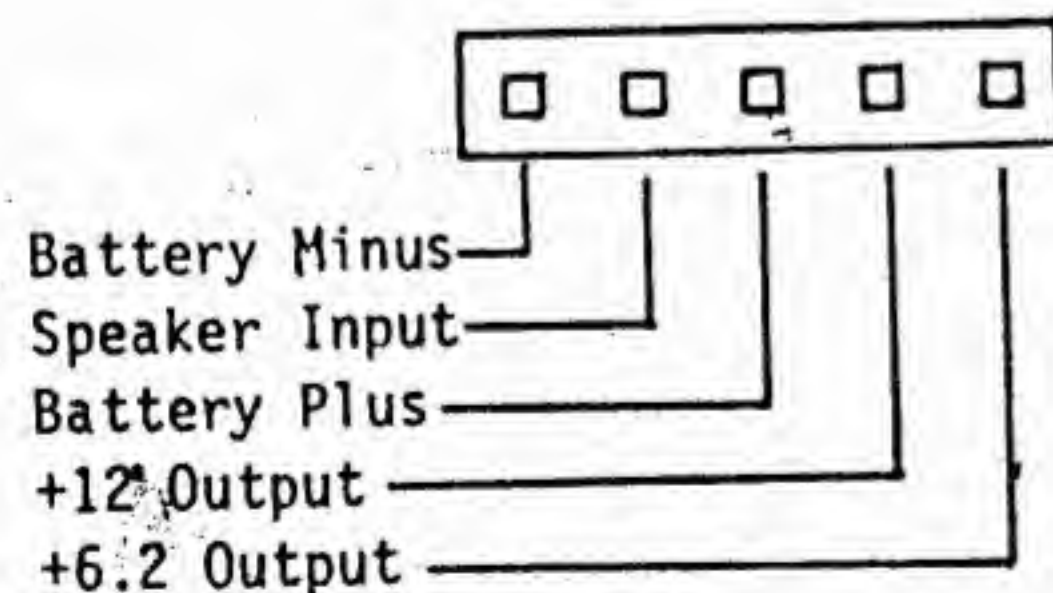 Battery Minus
Speaker Input
Battery Plus
+12 Output
+6.2 Output